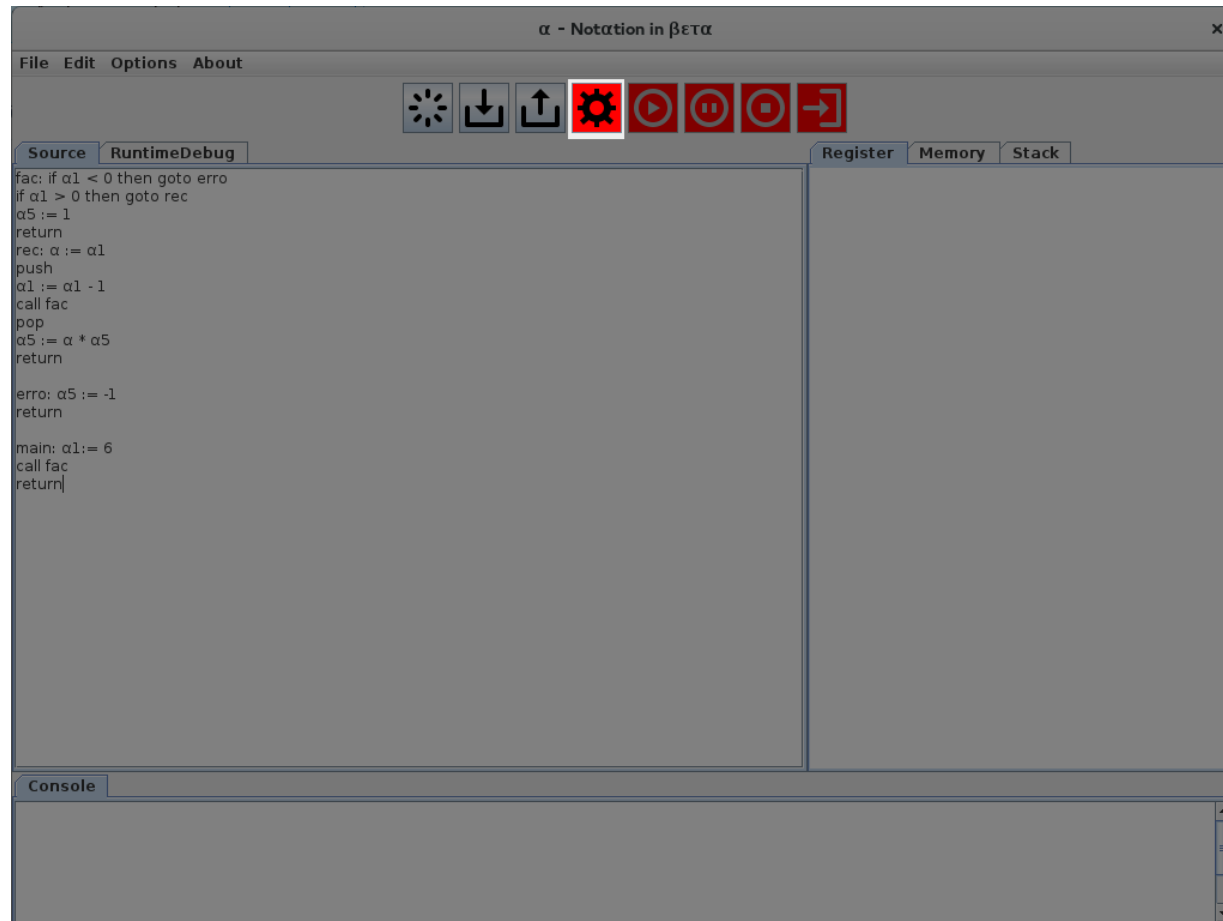 α - Notαtion in βετα
×
File Edit Options About
Source RuntimeDebug
Register Memory Stack
fac: if α1 < 0 then goto erro
if α1 > 0 then goto rec
α5 := 1
return
rec: α := α1
push
α1 := α1 - 1
call fac
pop
α5 := α * α5
return
erro: α5 := -1
return
main: α1:= 6
call fac
return
Console